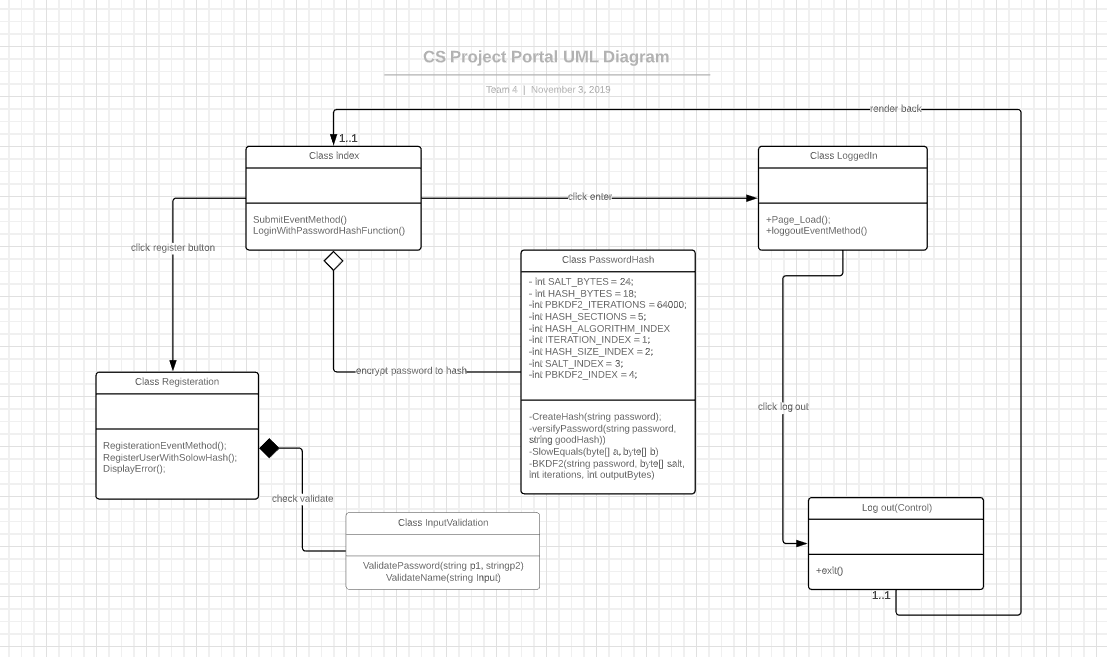 CS Project Portal UML Diagram
Team 4 | November 3, 2019
render back
1..1
Class index
SubmitEventMethod()
LoginWithPasswordHashFunction()
click enter
Class LoggedIn
+Page_Load();
+loggoutEventMethod()
click register button
Class PasswordHash
- int SALT_BYTES = 24;
- int HASH_BYTES = 18;
-int PBKDF2_ITERATIONS = 64000;
-int HASH_SECTIONS = 5;
-int HASH_ALGORITHM_INDEX
-int ITERATION_INDEX = 1;
-int HASH_SIZE_INDEX = 2;
-int SALT_INDEX = 3;
-int PBKDF2_INDEX = 4;
-CreateHash(string password);
-versifyPassword(string password,
string goodHash))
-SlowEquals(byte[] a, byte[] b)
-BKDF2(string password, byte[] salt,
int iterations, int outputBytes)
encrypt password to hash
Class Registeration
RegisterationEventMethod();
RegisterUserWithSolowHash();
DisplayError();
check validate
Class InputValidation
ValidatePassword(string p1, stringp2)
ValidateName(string Input)
click log out
Log out(Control)
+exit()
1..1